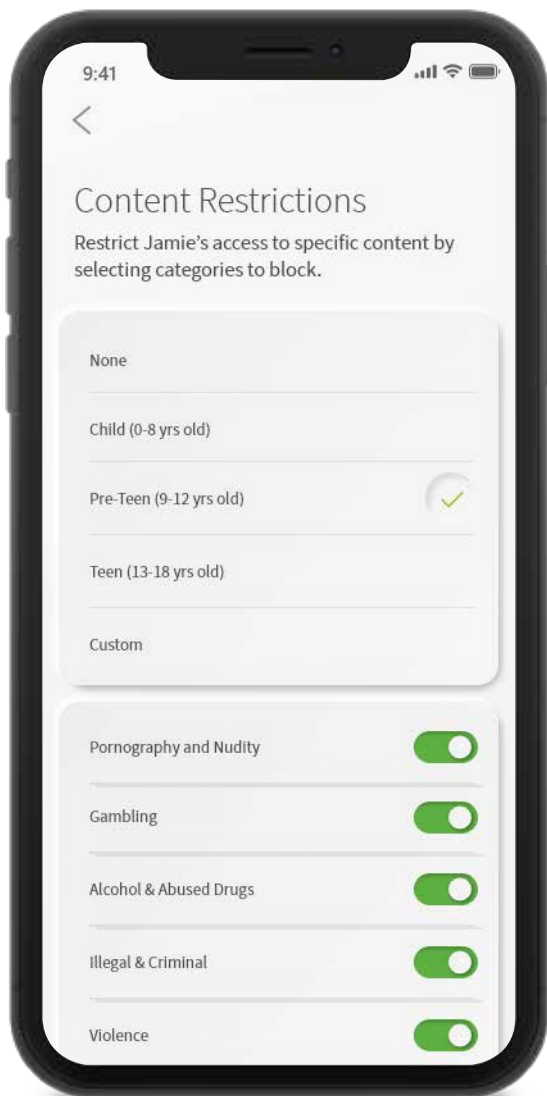 9:41
Content Restrictions
Restrict Jamie’s access to specific content by
selecting categories to block.
None
Child (0-8 yrs old)
Pre-Teen (9-12 yrs old)
Teen (13-18 yrs old)
Custom
Pornography and Nudity
Gambling
Alcohol & Abused Drugs
Illegal & Criminal
Violence